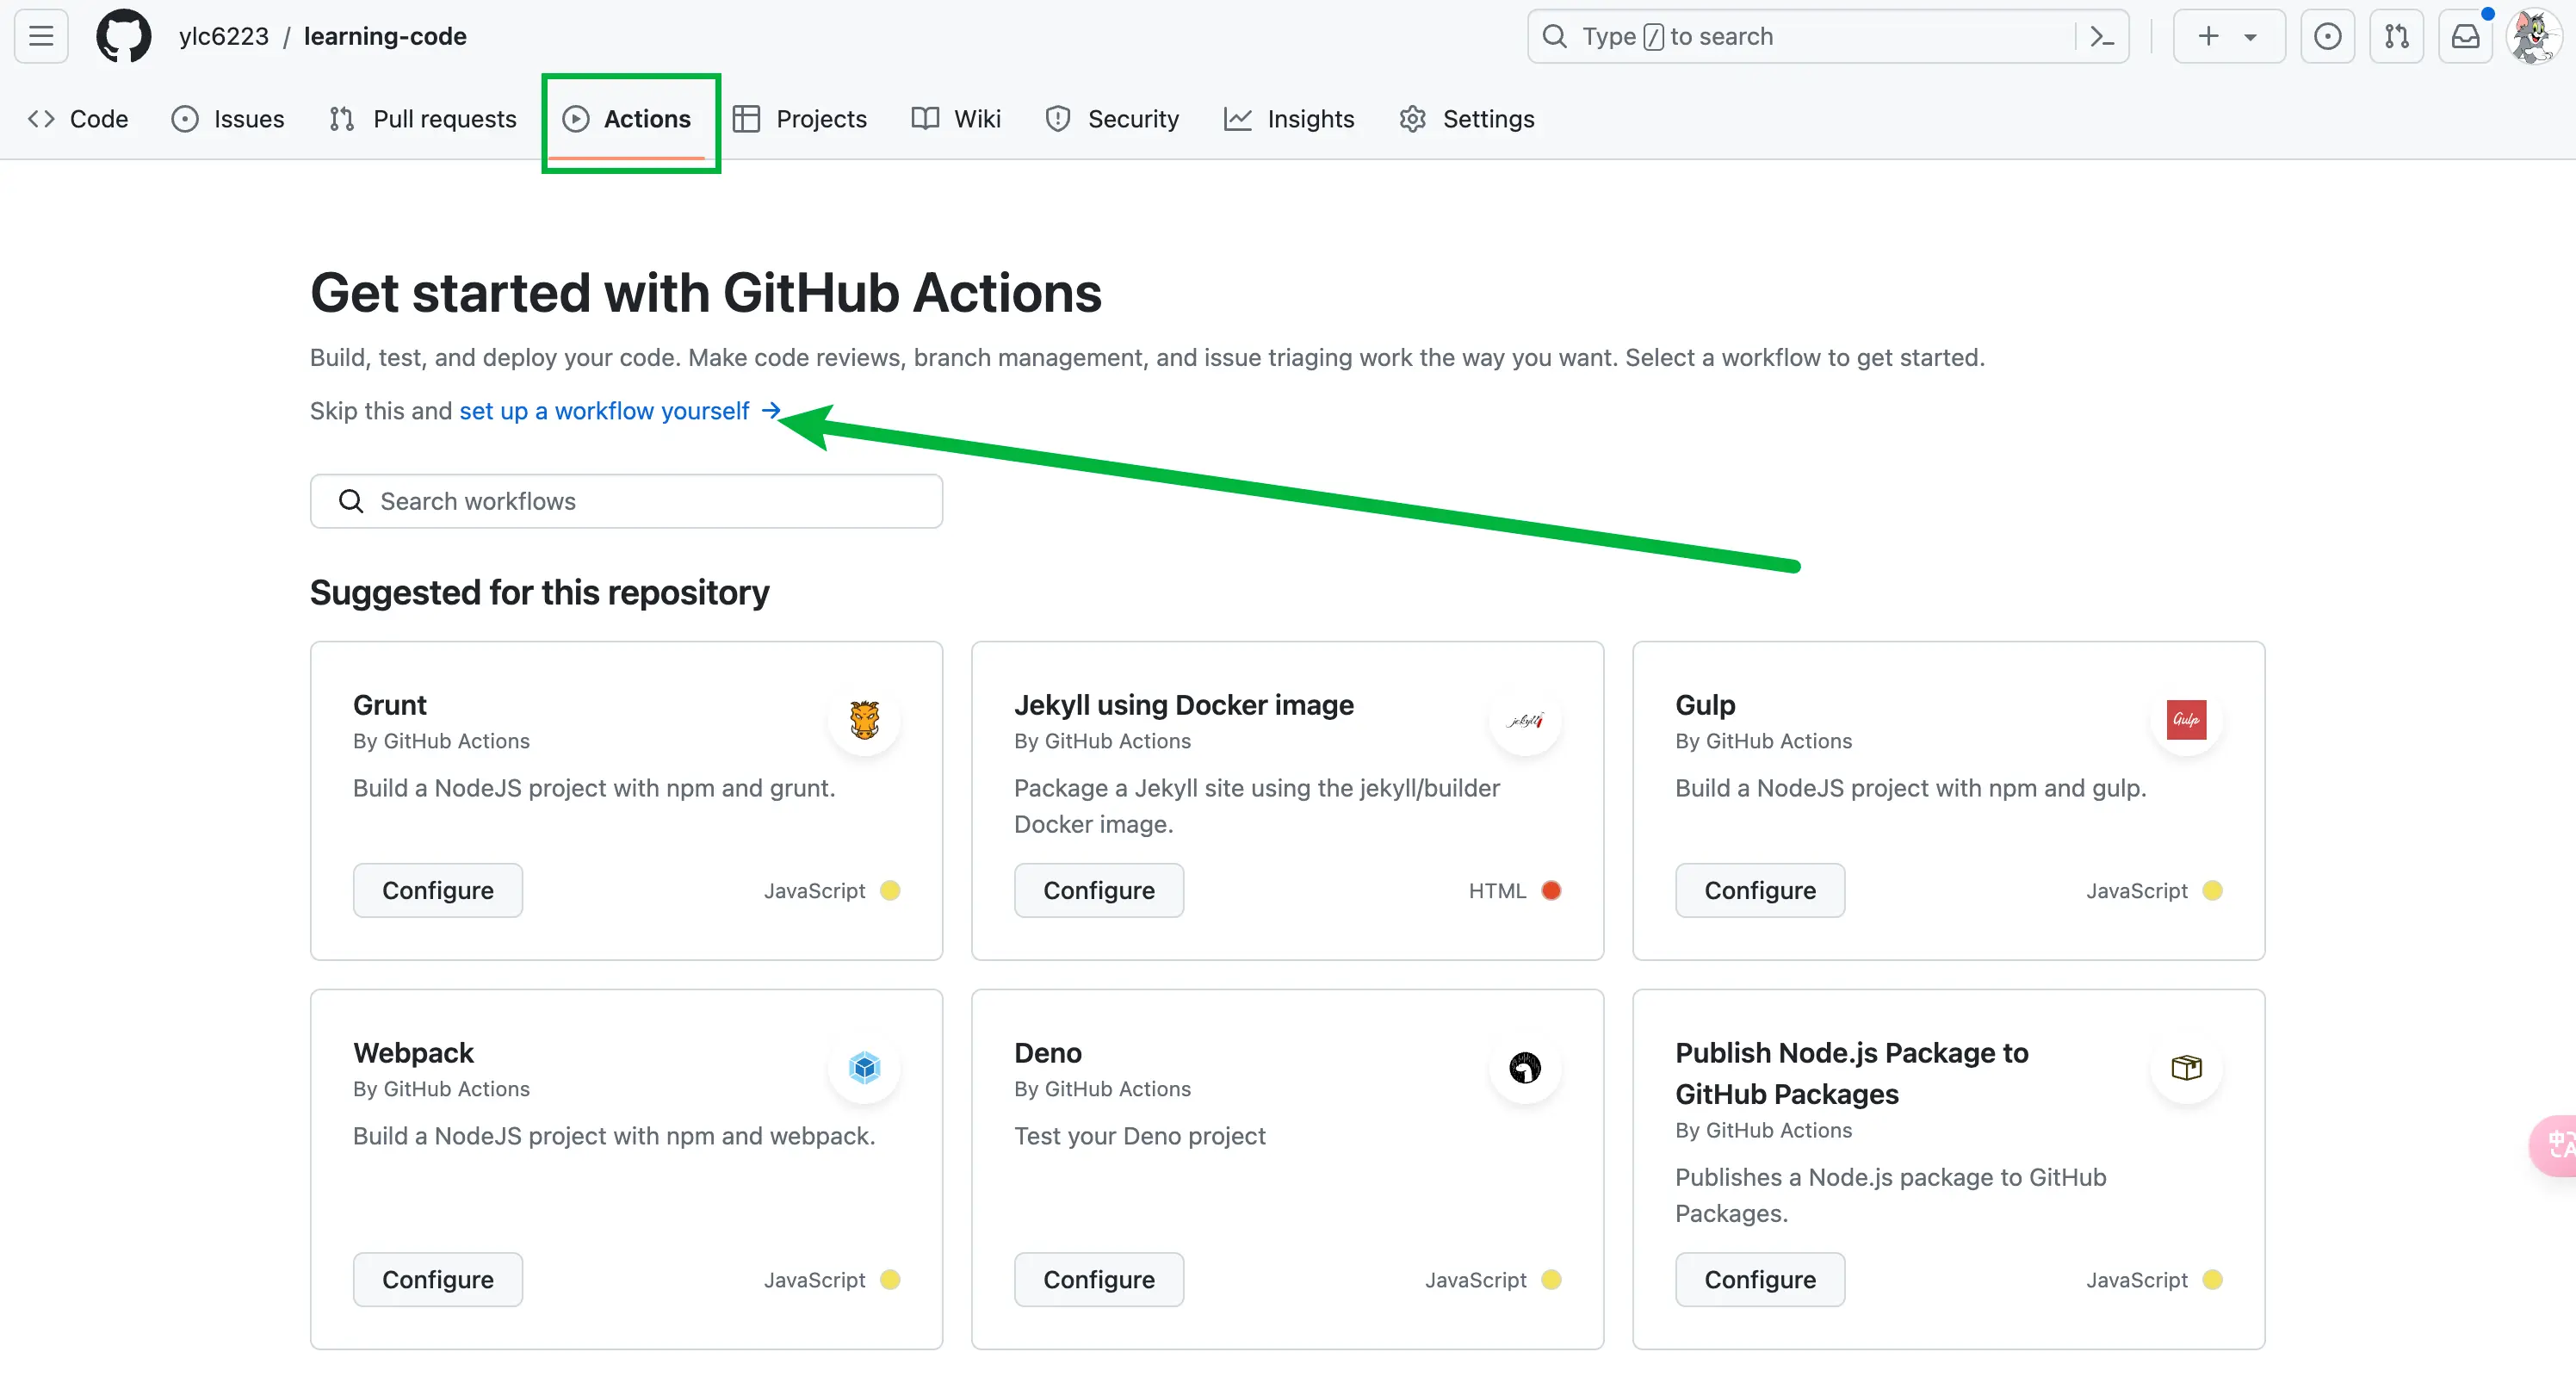 ylc6223 / learning-code
Type / to search
Code Issues Pull requests Actions Projects Wiki Security Insights Settings
Get started with GitHub Actions
Build, test, and deploy your code. Make code reviews, branch management, and issue triaging work the way you want. Select a workflow to get started.
Skip this and set up a workflow yourself →
Search workflows
Suggested for this repository
Grunt
By GitHub Actions
Build a NodeJS project with npm and grunt.
Configure
JavaScript
Jekyll using Docker image
By GitHub Actions
jekyll
Package a Jekyll site using the jekyll/builder
Docker image.
Configure
HTML
Gulp
By GitHub Actions
Gulp
Build a NodeJS project with npm and gulp.
Configure
JavaScript
Webpack
By GitHub Actions
Build a NodeJS project with npm and webpack.
Configure
JavaScript
Deno
By GitHub Actions
Test your Deno project
Configure
JavaScript
Publish Node.js Package to
GitHub Packages
By GitHub Actions
Publishes a Node.js package to GitHub
Packages.
Configure
JavaScript
中A